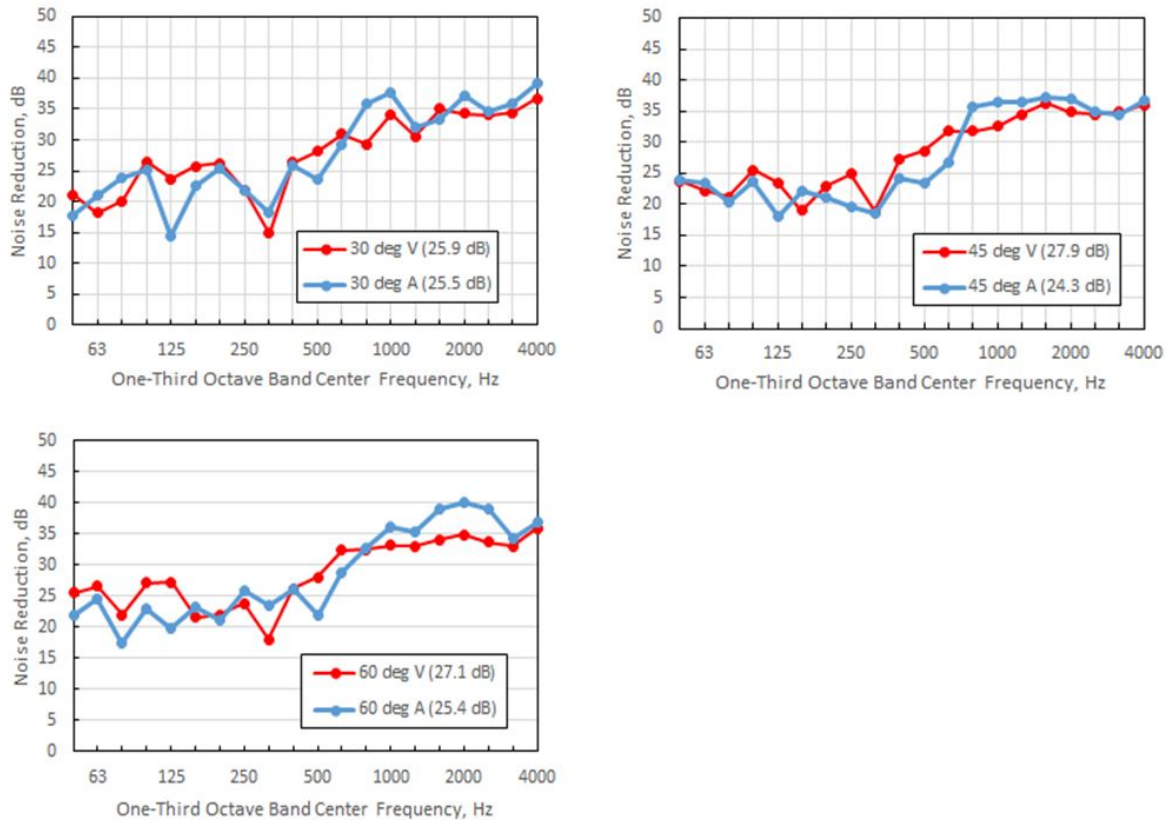 50
45
40
35
30
25
20
15
10
5
0
Noise Reduction, dB
30 deg V (25.9 dB)
30 deg A (25.5 dB)
63 125 250 500 1000 2000 4000
One-Third Octave Band Center Frequency, Hz
50
45
40
35
30
25
20
15
10
5
0
Noise Reduction, dB
45 deg V (27.9 dB)
45 deg A (24.3 dB)
63 125 250 500 1000 2000 4000
One-Third Octave Band Center Frequency, Hz
50
45
40
35
30
25
20
15
10
5
0
Noise Reduction, dB
60 deg V (27.1 dB)
60 deg A (25.4 dB)
63 125 250 500 1000 2000 4000
One-Third Octave Band Center Frequency, Hz